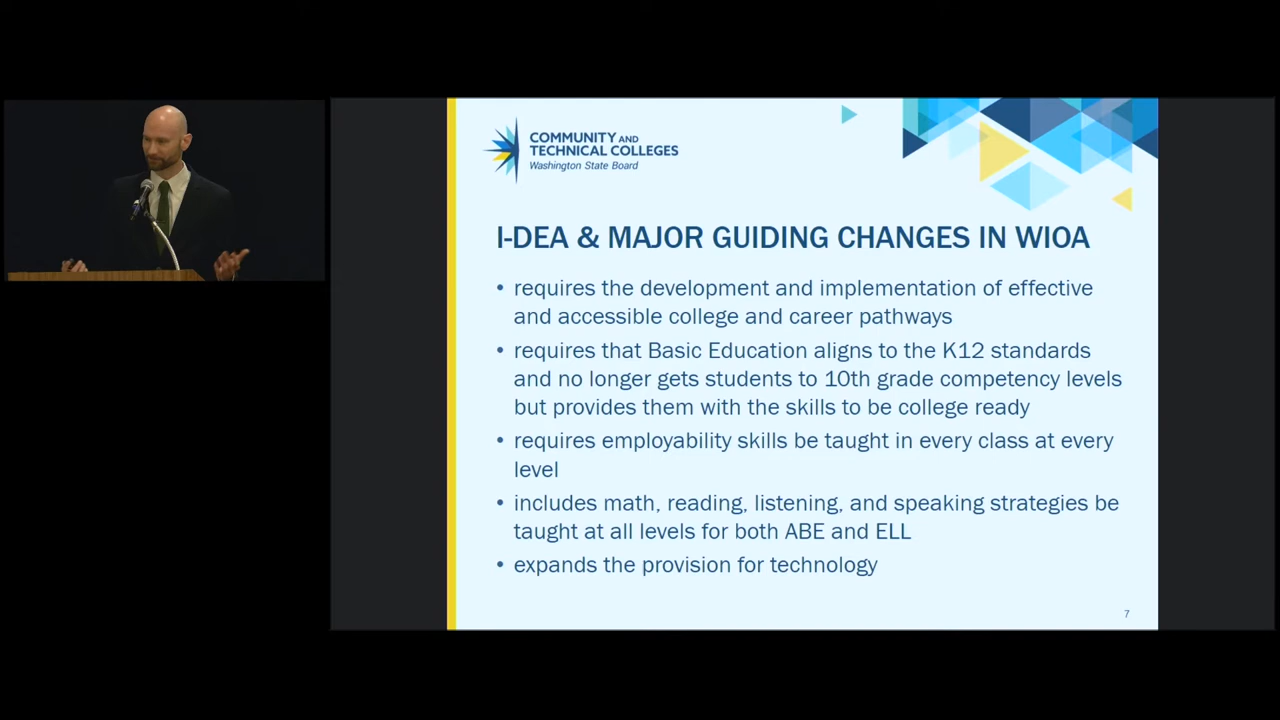 COMMUNITY AND
TECHNICAL COLLEGES
Washington State Board
I-DEA & MAJOR GUIDING CHANGES IN WIOA
• requires the development and implementation of effective
and accessible college and career pathways
• requires that Basic Education aligns to the K12 standards
and no longer gets students to 10th grade competency levels
but provides them with the skills to be college ready
• requires employability skills be taught in every class at every
level
• includes math, reading, listening, and speaking strategies be
taught at all levels for both ABE and ELL
• expands the provision for technology
7